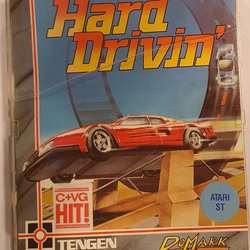 Hard
Drivin'
C+VG
HIT!
ATARI
ST
TENGEN
DOMARK